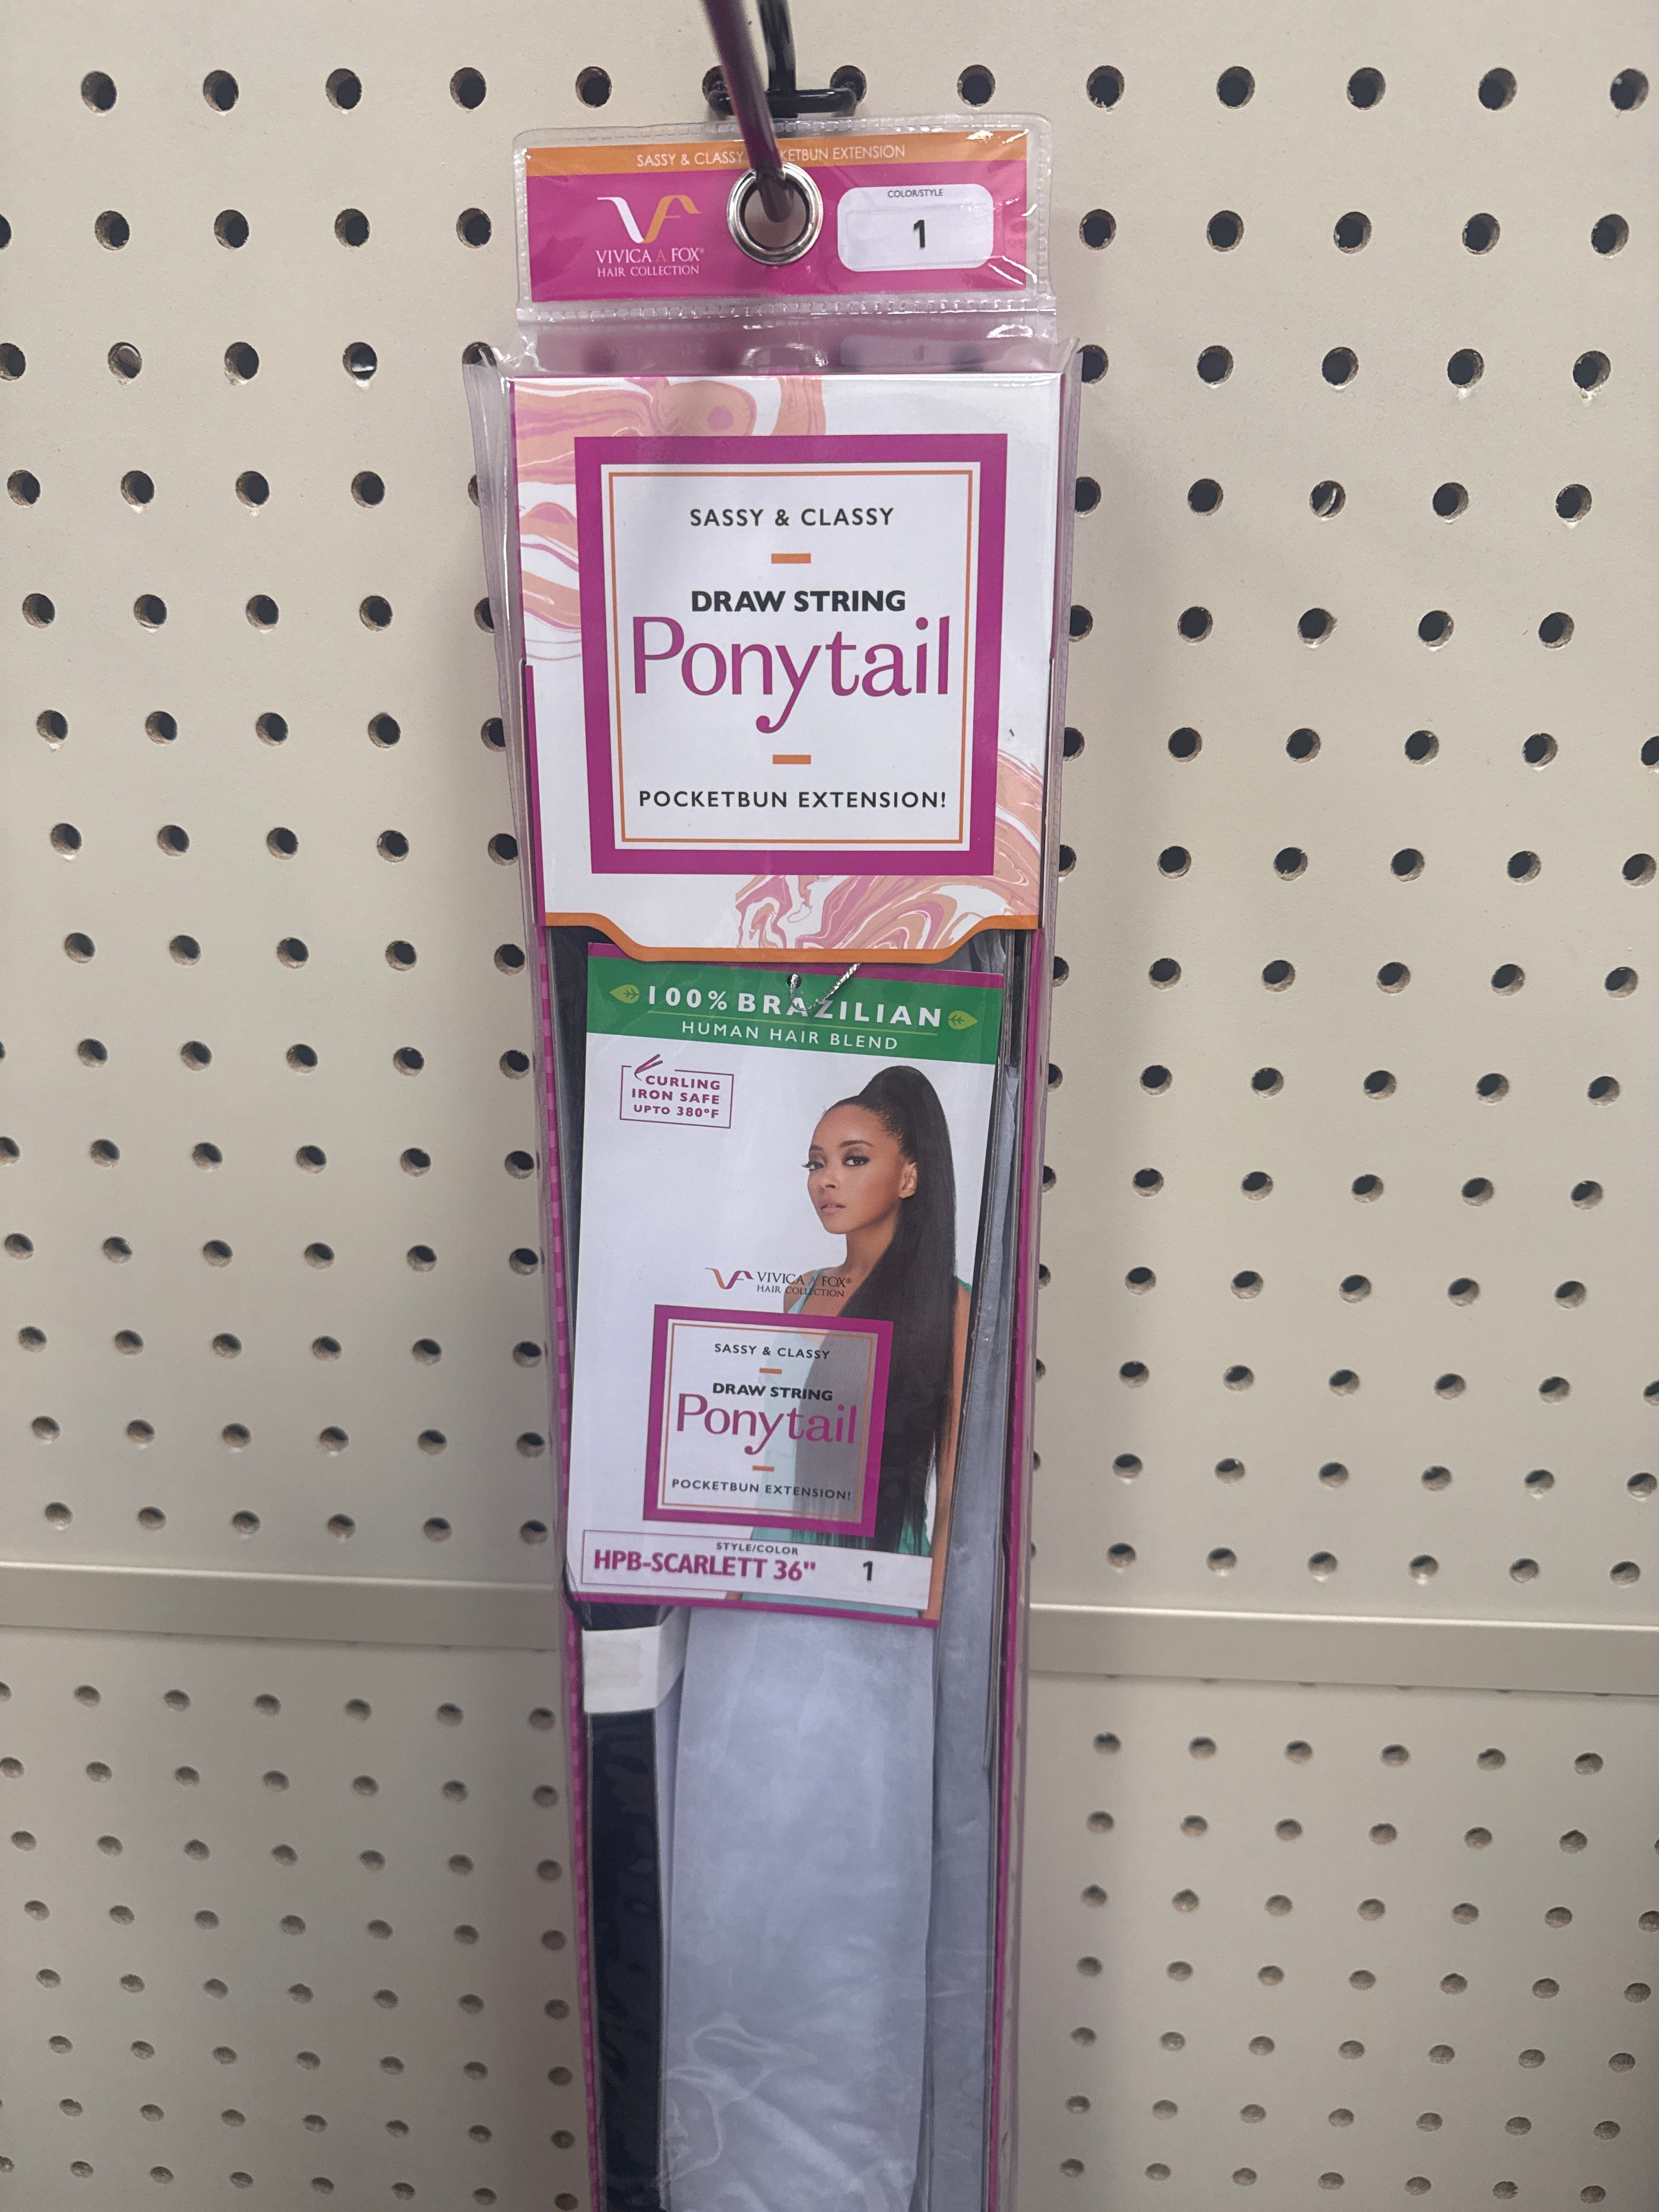 SASSY & CLASSY KETBUN EXTENSION
VIVICA A FOX®
HAIR COLLECTION
COLOR/STYLE
1
SASSY & CLASSY
DRAW STRING
Ponytail
POCKETBUN EXTENSION!
100% BRAZILIAN
HUMAN HAIR BLEND
CURLING
IRON SAFE
UPTO 380°F
VIVICA A FOX®
HAIR COLLECTION
SASSY & CLASSY
DRAW STRING
Ponytail
POCKETBUN EXTENSION!
STYLE/COLOR
HPB-SCARLETT 36" 1